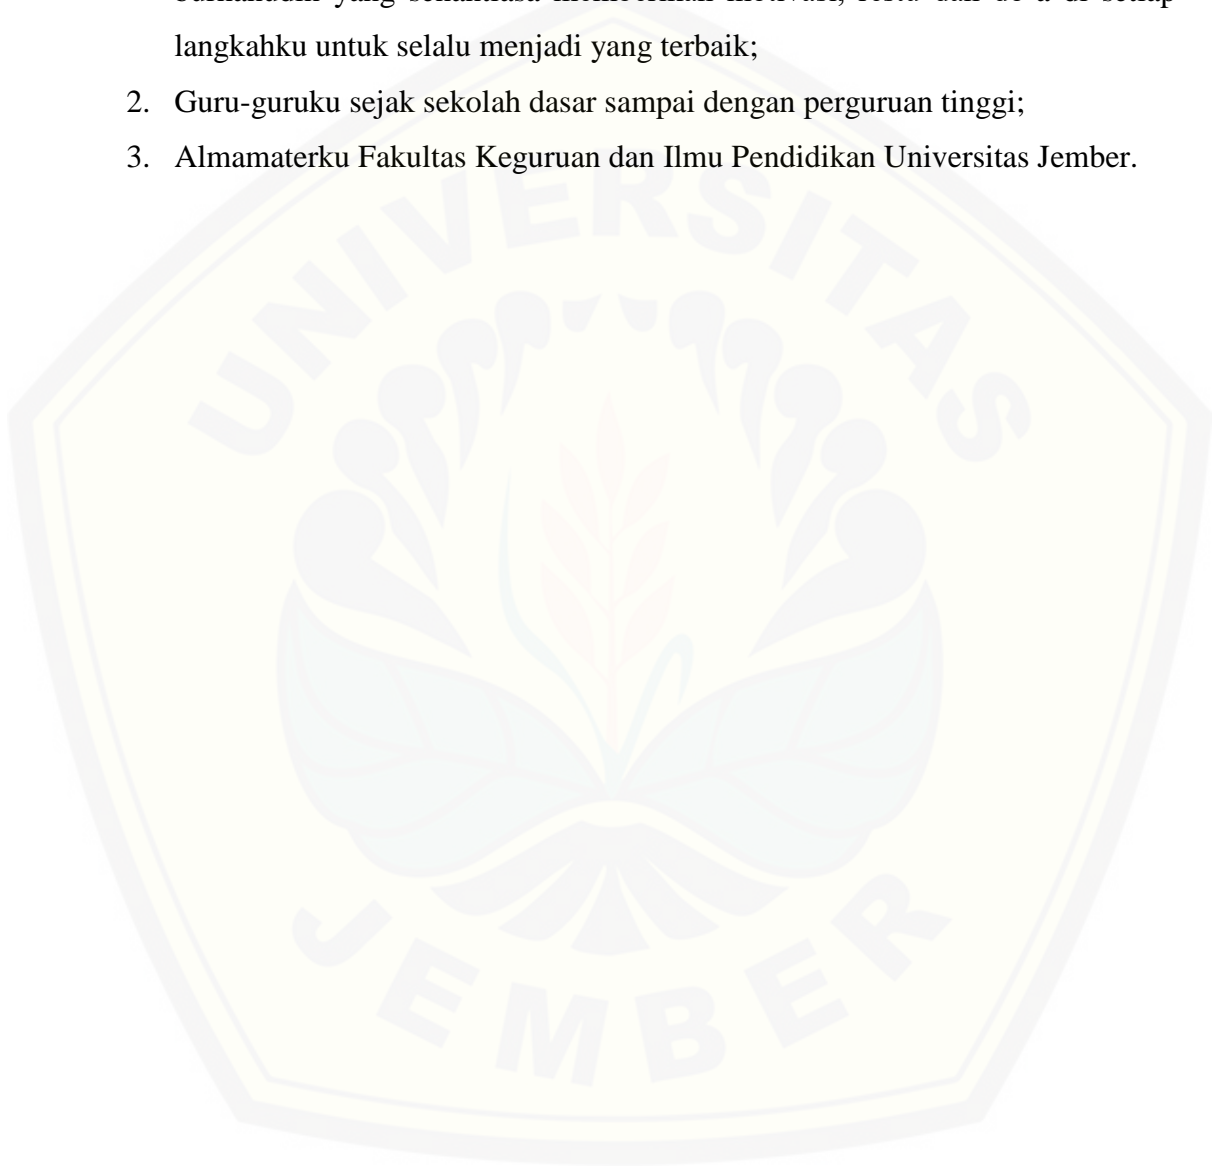 langkahku untuk selalu menjadi yang terbaik;
2. Guru-guruku sejak sekolah dasar sampai dengan perguruan tinggi;
3. Almamaterku Fakultas Keguruan dan Ilmu Pendidikan Universitas Jember.
UNIVERSITAS
JEMBER